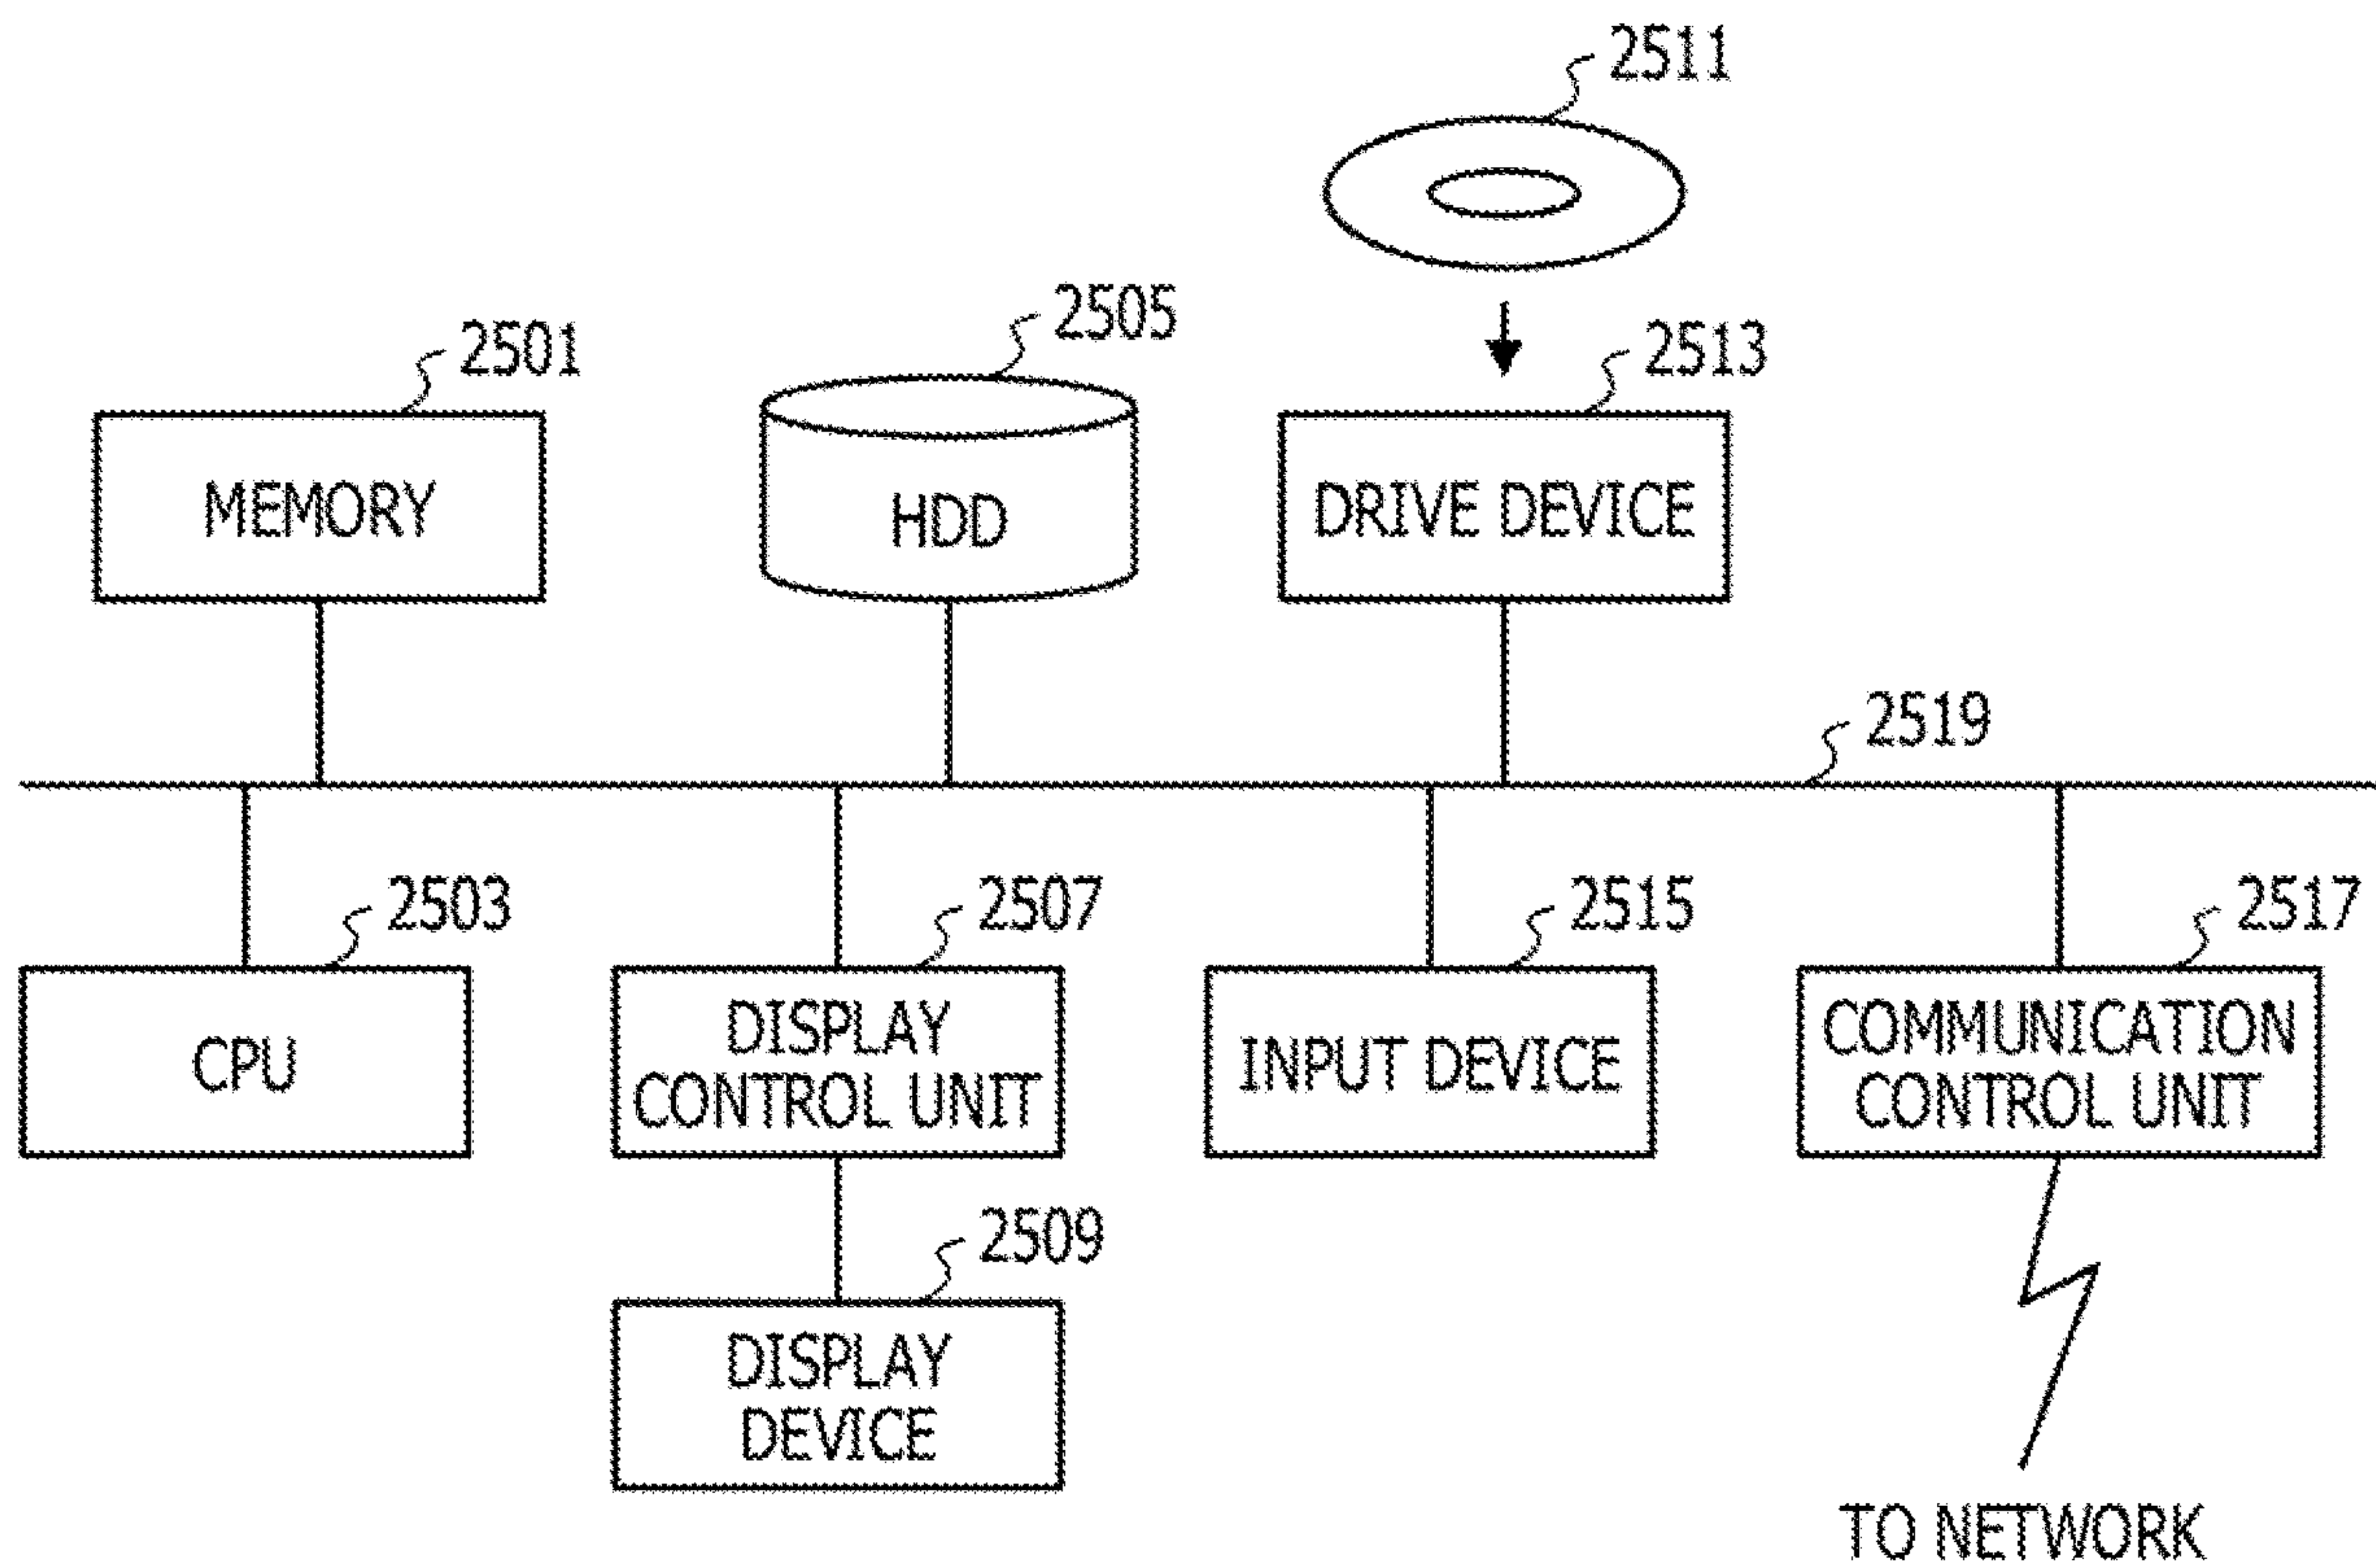 2511
2505
2501
2513
MEMORY
HDD
DRIVE DEVICE
2519
2503
2507
2515
2517
CPU
DISPLAY
CONTROL UNIT
INPUT DEVICE
COMMUNICATION
CONTROL UNIT
2509
DISPLAY
DEVICE
TO NETWORK